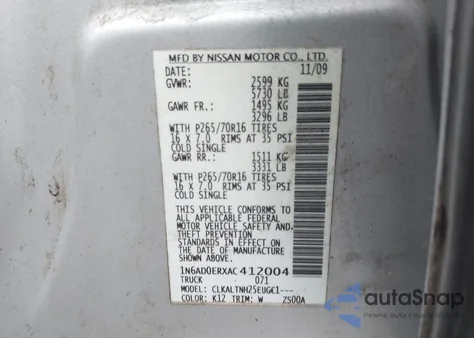 MFD BY NISSAN MOTOR CO., LTD.
DATE: 11/09
GVWR: 2599 KG
5730 LB
GAWR FR.: 1495 KG
3296 LB
WITH P265/70R16 TIRES
16 X 7.0 RIMS AT 35 PSI
COLD SINGLE
GAWR RR.: 1511 KG
3331 LB
WITH P265/70R16 TIRES
16 X 7.0 RIMS AT 35 PSI
COLD SINGLE
THIS VEHICLE CONFORMS TO
ALL APPLICABLE FEDERAL
MOTOR VEHICLE SAFETY
STANDARDS IN EFFECT ON
THE DATE OF MANUFACTURE
SHOWN ABOVE
1N6AD0ERXAC412004
TRUCK 071
MODEL: CLKALTNHZ5EUGE1---
COLOR: K12 TRIM: W ZS00A
autoSnap
Pewne auto z USA